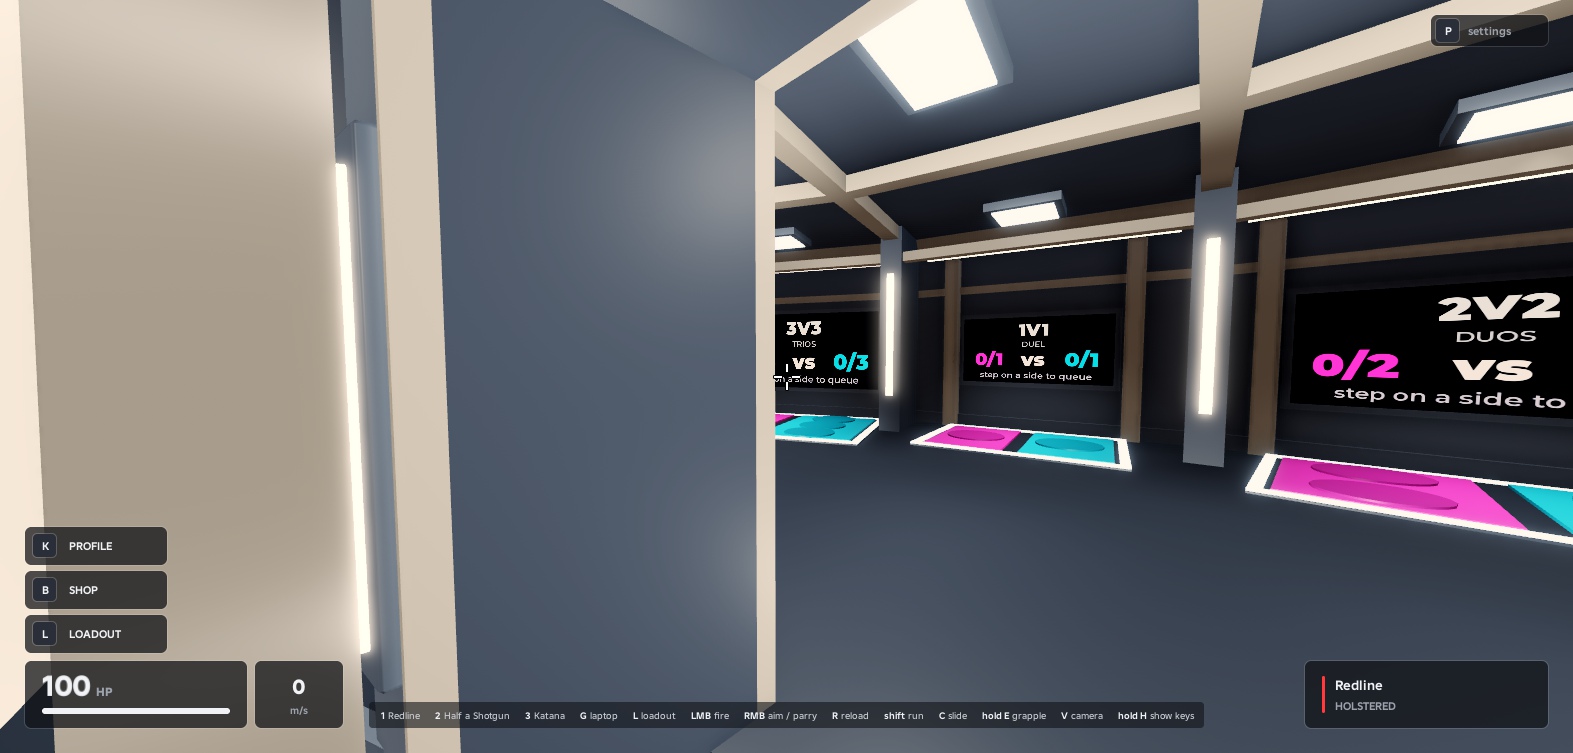 P settings
3V3
TRIOS
vs 0/3
a side to queue
1V1
DUEL
0/1 vs 0/1
step on a side to queue
2V2
DUOS
0/2 vs
step on a side to
K PROFILE
B SHOP
L LOADOUT
100 HP
0
m/s
1 Redline 2 Half a Shotgun 3 Katana G laptop L loadout LMB fire RMB aim / parry R reload shift run C slide hold E grapple V camera hold H show keys
Redline
HOLSTERED